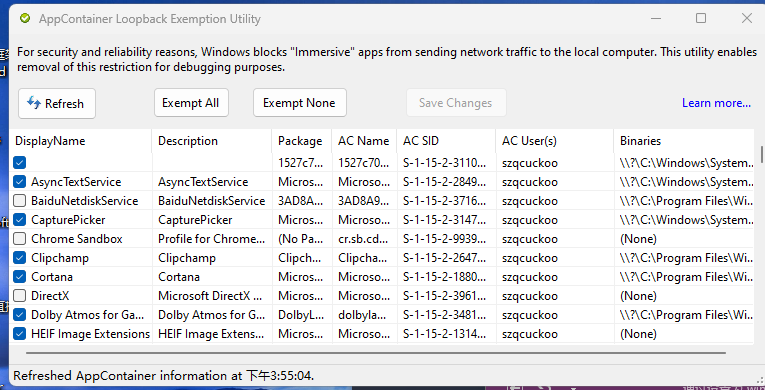 AppContainer Loopback Exemption Utility
For security and reliability reasons, Windows blocks "Immersive" apps from sending network traffic to the local computer. This utility enables
removal of this restriction for debugging purposes.
Refresh Exempt All Exempt None Save Changes Learn more...
DisplayName Description Package AC Name AC SID AC User(s) Binaries
1527c7... 1527c70... S-1-15-2-3110... szqcuckoo \\?\C:\Windows\System...
AsyncTextService AsyncTextService Micros... Micros... S-1-15-2-2849... szqcuckoo \\?\C:\Windows\System...
BaiduNetdiskService BaiduNetdiskService 3AD8A... 3AD8A9... S-1-15-2-3716... szqcuckoo \\?\C:\Program Files\Wi...
CapturePicker CapturePicker Micros... Micros... S-1-15-2-3147... szqcuckoo \\?\C:\Windows\System...
Chrome Sandbox Profile for Chrome... (No Pa... cr.sb.cd... S-1-15-2-9939... szqcuckoo (None)
Clipchamp Clipchamp Clipch... Clipcha... S-1-15-2-2647... szqcuckoo \\?\C:\Program Files\Wi...
Cortana Cortana Micros... Micros... S-1-15-2-1880... szqcuckoo \\?\C:\Program Files\Wi...
DirectX Microsoft DirectX ... Micros... Micros... S-1-15-2-3961... szqcuckoo (None)
Dolby Atmos for Ga... Dolby Atmos for G... DolbyL... dolbyla... S-1-15-2-3481... szqcuckoo \\?\C:\Program Files\Wi...
HEIF Image Extensions HEIF Image Extens... Micros... Micros... S-1-15-2-1314... szqcuckoo \\?\C:\Program Files\Wi...
Refreshed AppContainer information at 下午3:55:04.